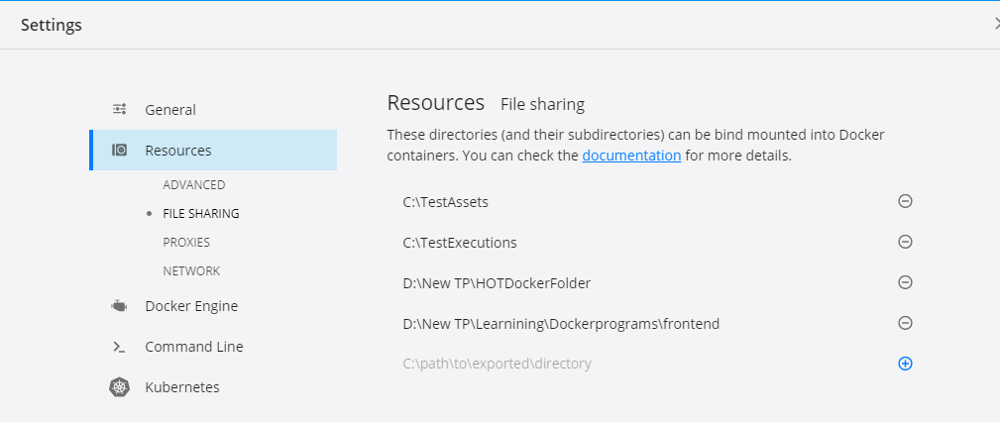 Settings
General
Resources
ADVANCED
FILE SHARING
PROXIES
NETWORK
Docker Engine
Command Line
Kubernetes
Resources File sharing
These directories (and their subdirectories) can be bind mounted into Docker
containers. You can check the documentation for more details.
C:\TestAssets
C:\TestExecutions
D:\New TP\HOTDockerFolder
D:\New TP\Learnining\Dockerprograms\frontend
C:\path\to\exported\directory